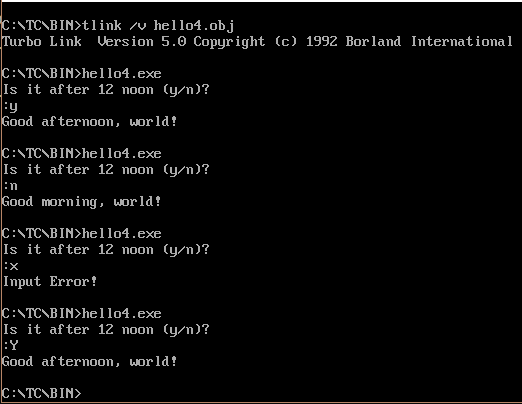 C:\TC\BIN>tlink /v hello4.obj
Turbo Link  Version 5.0 Copyright (c) 1992 Borland International
C:\TC\BIN>hello4.exe
Is it after 12 noon (y/n)?
:y
Good afternoon, world!
C:\TC\BIN>hello4.exe
Is it after 12 noon (y/n)?
:n
Good morning, world!
C:\TC\BIN>hello4.exe
Is it after 12 noon (y/n)?
:x
Input Error!
C:\TC\BIN>hello4.exe
Is it after 12 noon (y/n)?
:Y
Good afternoon, world!
C:\TC\BIN>